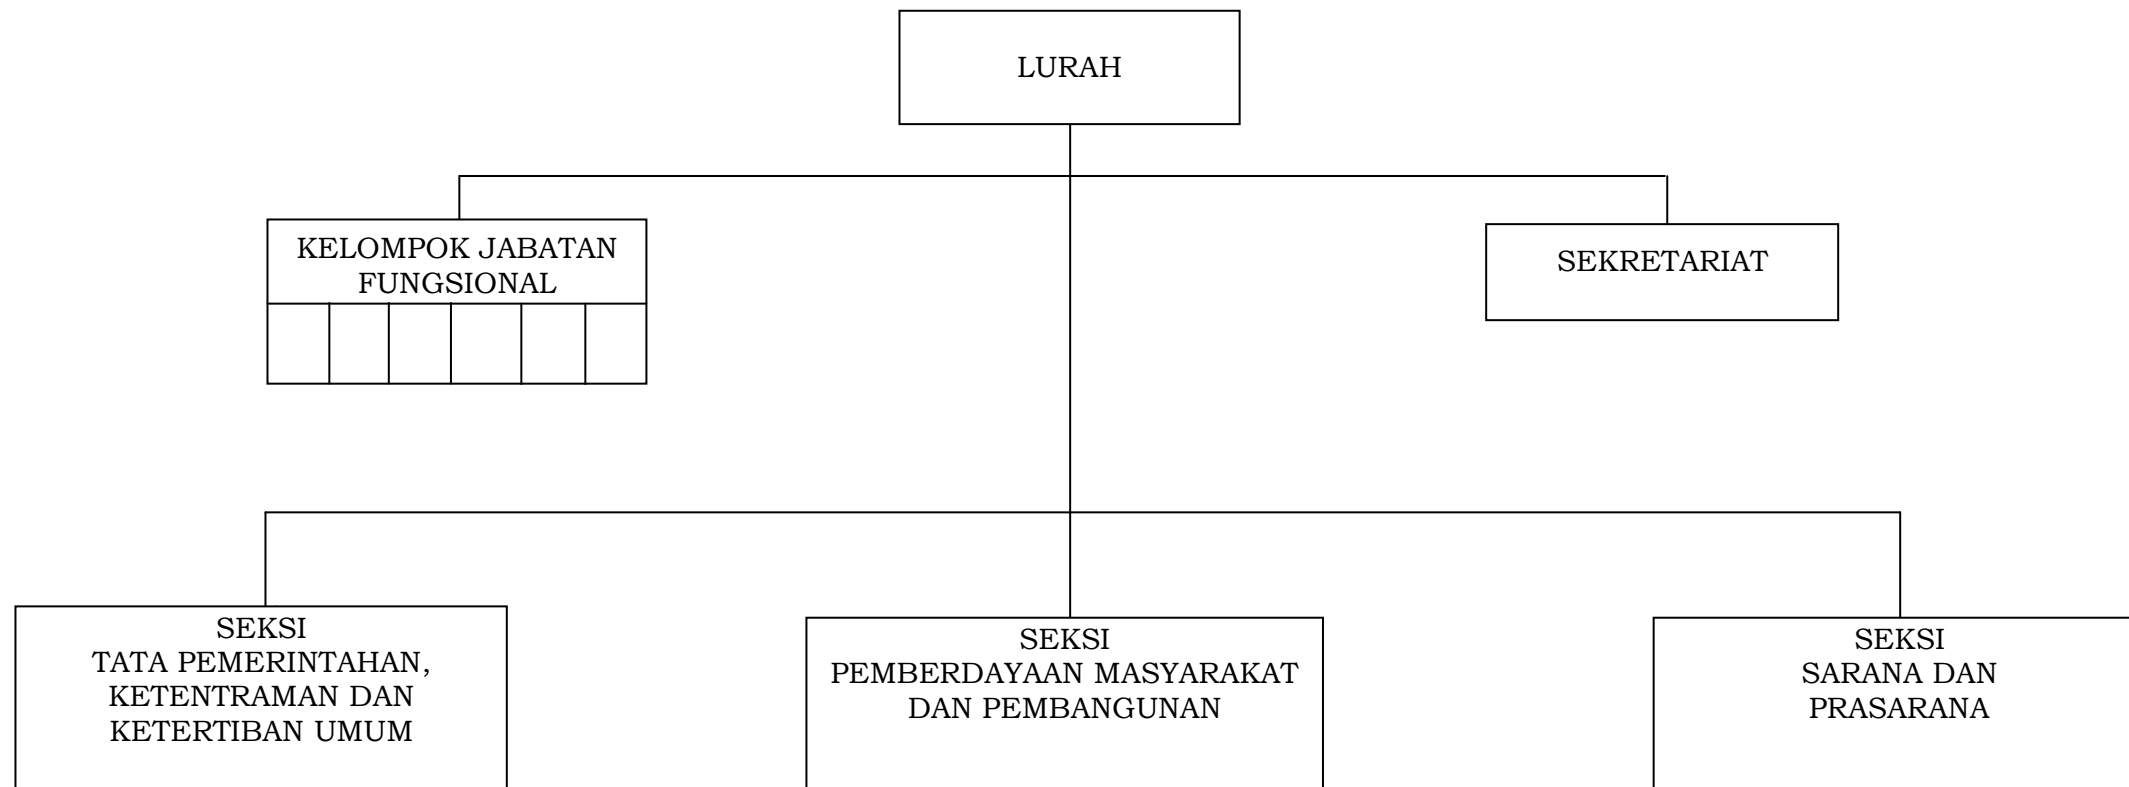 LURAH
KELOMPOK JABATAN
FUNGSIONAL
SEKRETARIAT
SEKSI
TATA PEMERINTAHAN,
KETENTRAMAN DAN
KETERTIBAN UMUM
SEKSI
PEMBERDAYAAN MASYARAKAT
DAN PEMBANGUNAN
SEKSI
SARANA DAN
PRASARANA